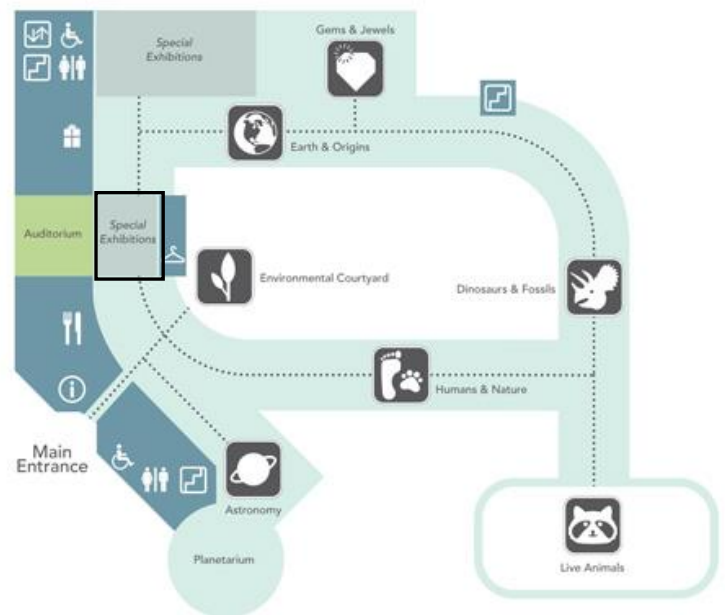 Gems & Jewels
Special
Exhibitions
Earth & Origins
Auditorium
Special
Exhibitions
Environmental Courtyard
Dinosaurs & Fossils
Humans & Nature
Main
Entrance
Astronomy
Planetarium
Live Animals